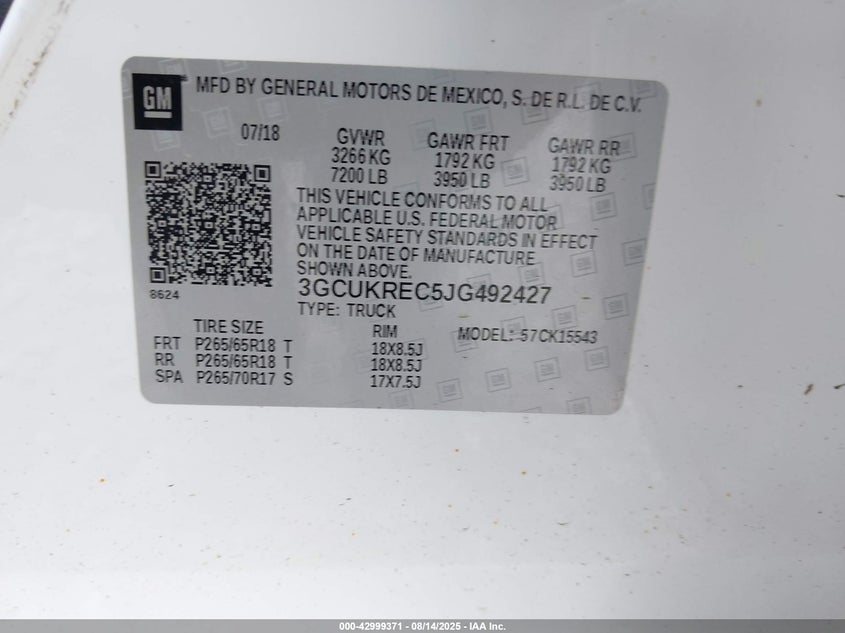 GM
MFD BY GENERAL MOTORS DE MEXICO, S. DE R.L. DE C.V.
07/18 GVWR GAWR FRT GAWR RR
3266 KG 1792 KG 1792 KG
7200 LB 3950 LB 3950 LB
THIS VEHICLE CONFORMS TO ALL
APPLICABLE U.S. FEDERAL MOTOR
VEHICLE SAFETY STANDARDS IN EFFECT
ON THE DATE OF MANUFACTURE
SHOWN ABOVE.
8624
3GCUKREC5JG492427
TYPE: TRUCK
TIRE SIZE RIM MODEL: 57CK15543
FRT P265/65R18 T 18X8.5J
RR P265/65R18 T 18X8.5J
SPA P265/70R17 S 17X7.5J
000-42999371 | 08/14/2025 - IAA Inc.